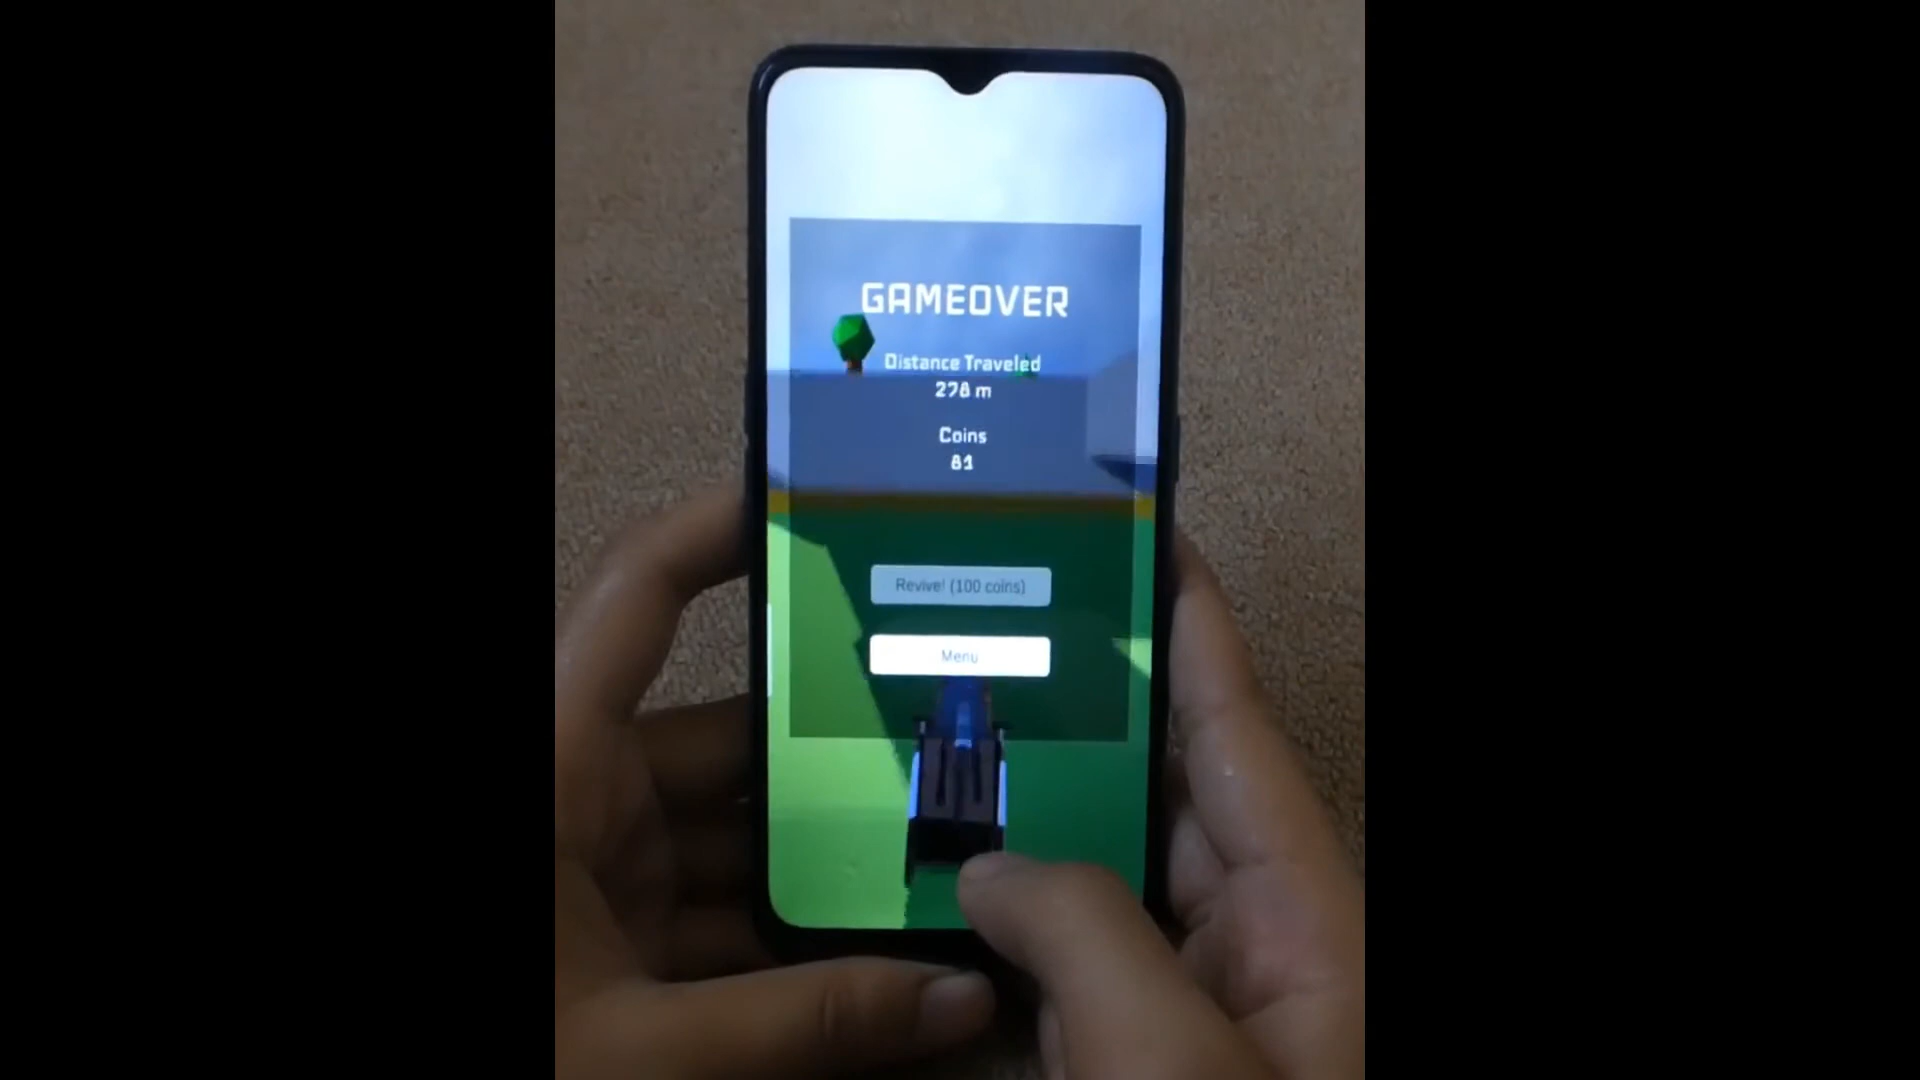 GAMEOVER
Distance Traveled
278 m
Coins
81
Revive! (100 coins)
Menu